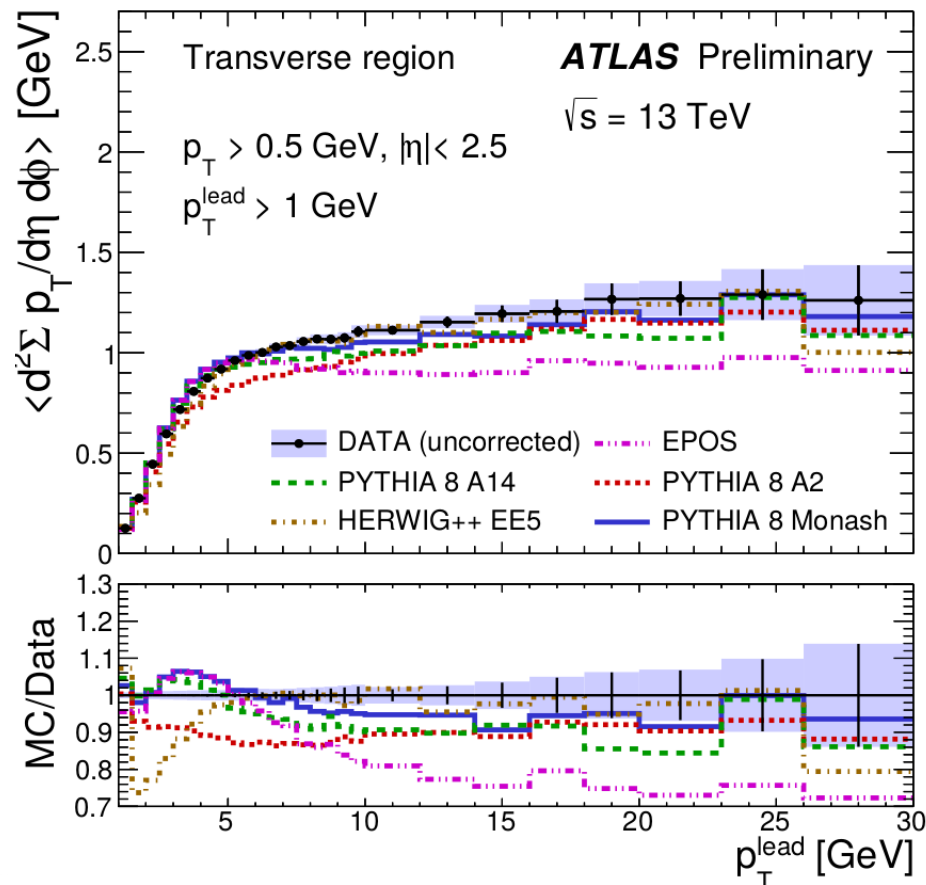 <d²Σ p_T/dη dϕ> [GeV]
2.5
2
1.5
1
0.5
0
Transverse region
ATLAS Preliminary
√s = 13 TeV
p_T > 0.5 GeV, |η|< 2.5
p_T^lead > 1 GeV
DATA (uncorrected)
EPOS
PYTHIA 8 A14
PYTHIA 8 A2
HERWIG++ EE5
PYTHIA 8 Monash
MC/Data
1.3
1.2
1.1
1
0.9
0.8
0.7
5 10 15 20 25 30
p_T^lead [GeV]